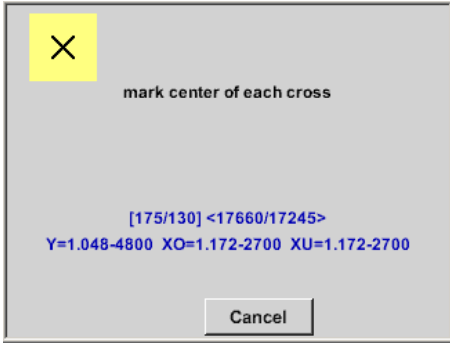 mark center of each cross
[175/130] <17660/17245>
Y=1.048-4800 XO=1.172-2700 XU=1.172-2700
Cancel